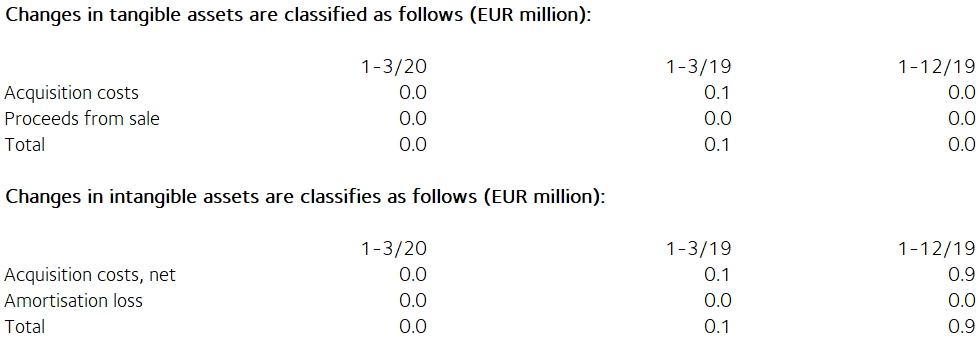 Changes in tangible assets are classified as follows (EUR million):
1-3/20 1-3/19 1-12/19
Acquisition costs 0.0 0.1 0.0
Proceeds from sale 0.0 0.0 0.0
Total 0.0 0.1 0.0
Changes in intangible assets are classifies as follows (EUR million):
1-3/20 1-3/19 1-12/19
Acquisition costs, net 0.0 0.1 0.9
Amortisation loss 0.0 0.0 0.0
Total 0.0 0.1 0.9